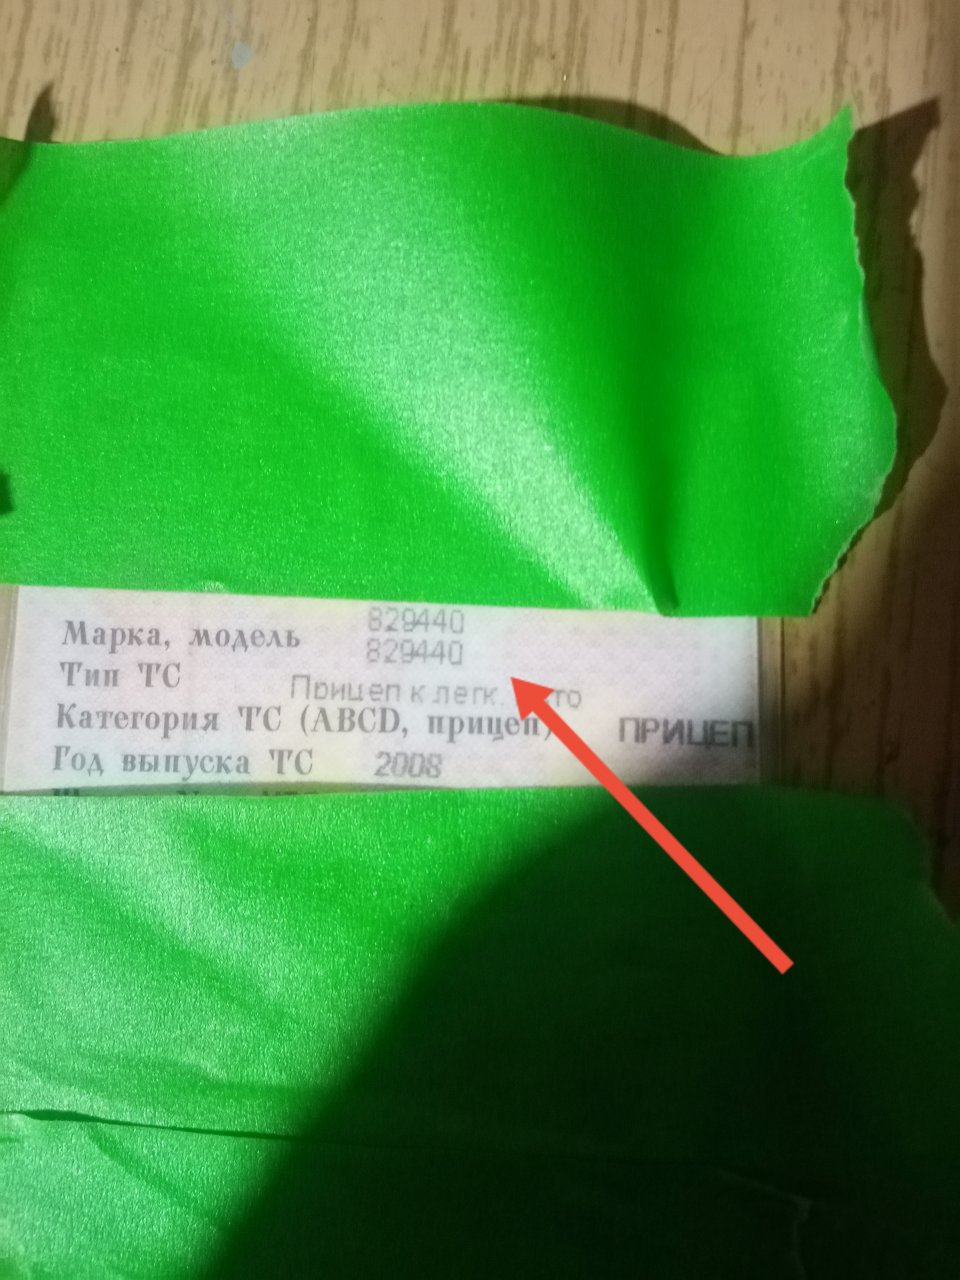 829440
Марка, модель 829440
Тип ТС Прицеп к легк.
Категория ТС (ABCD, прицеп) ПРИЦЕП
Год выпуска ТС 2008